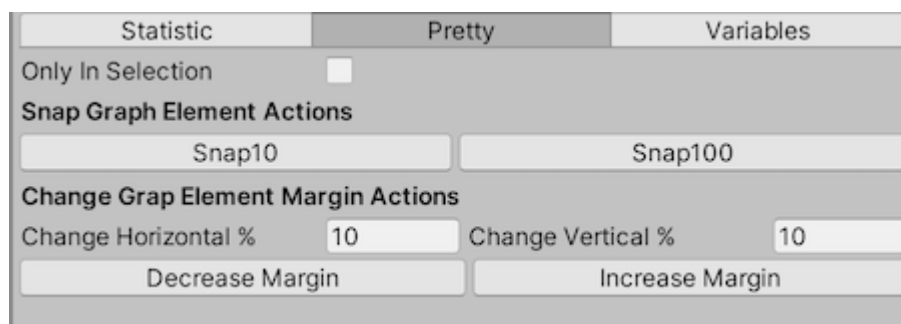 Statistic Pretty Variables
Only In Selection
Snap Graph Element Actions
Snap10 Snap100
Change Grap Element Margin Actions
Change Horizontal % 10 Change Vertical % 10
Decrease Margin Increase Margin